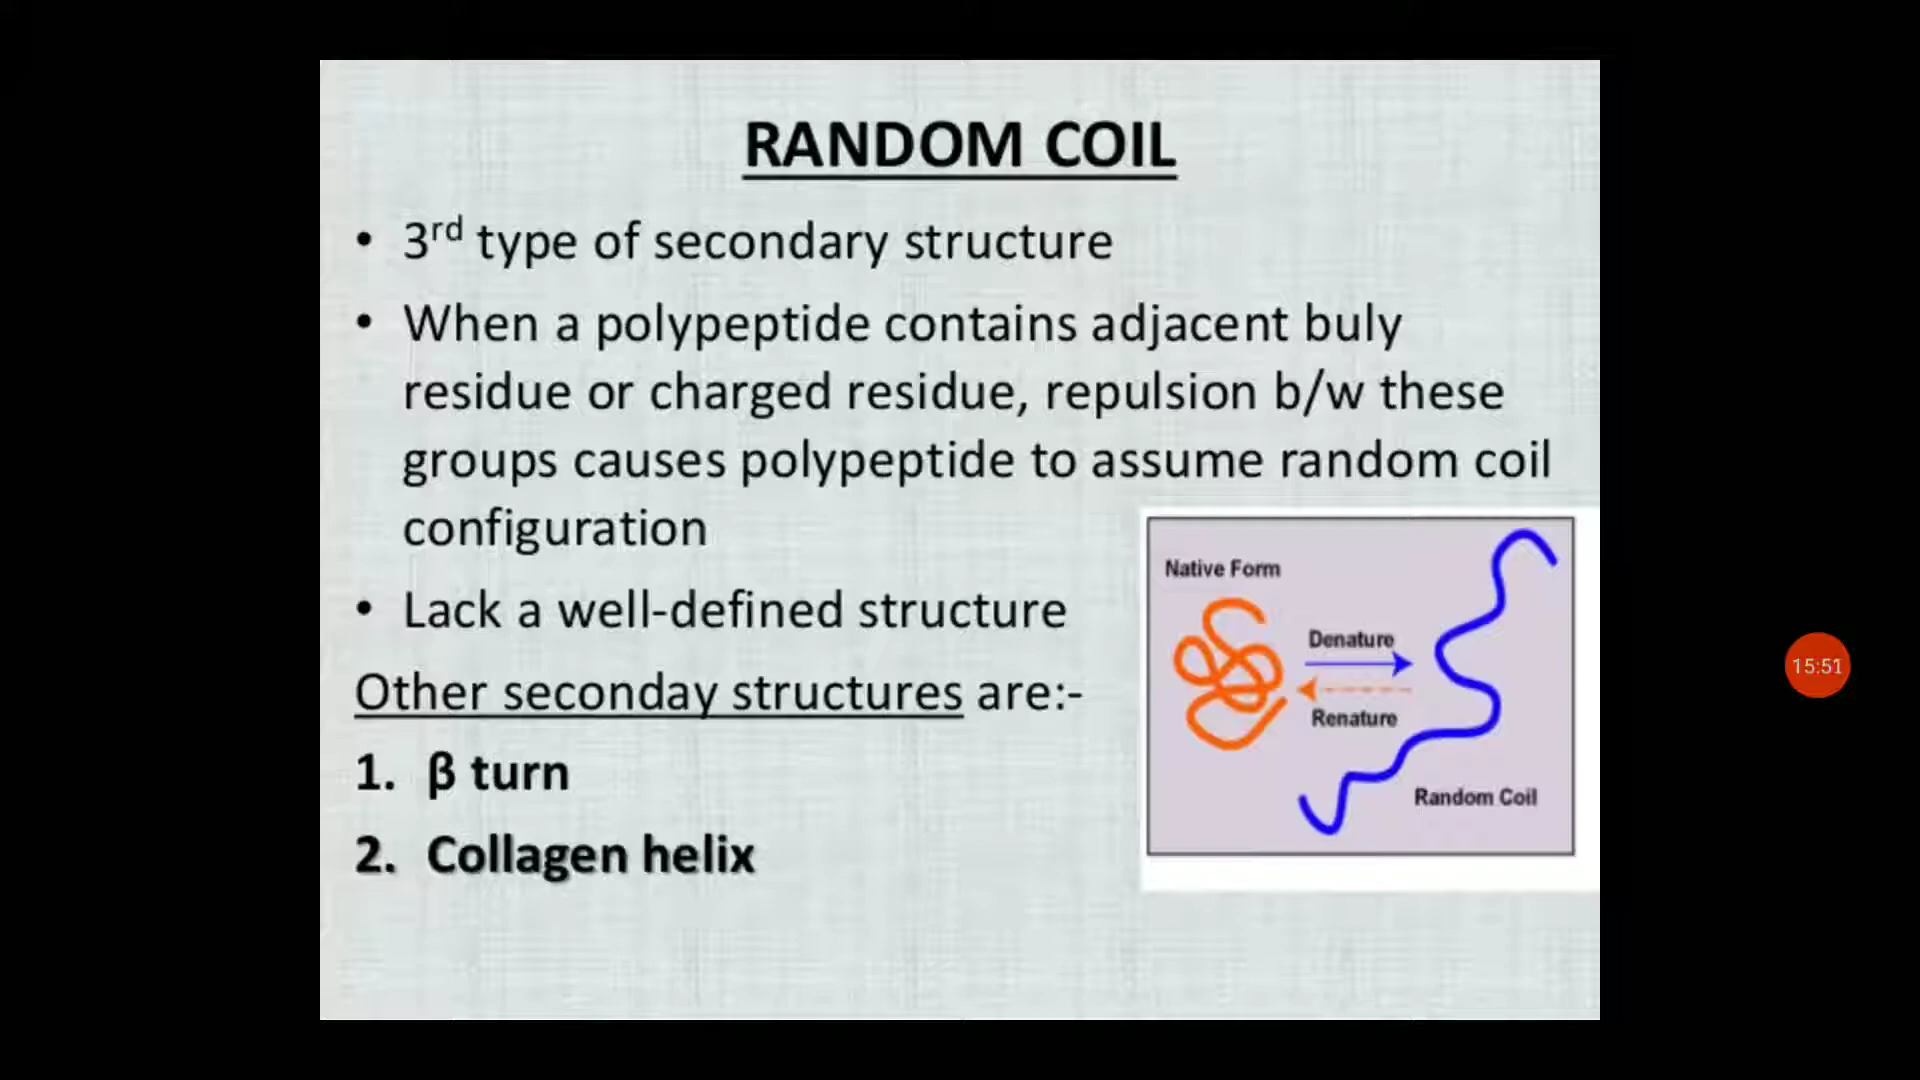 RANDOM COIL
• 3rd type of secondary structure
• When a polypeptide contains adjacent buly
residue or charged residue, repulsion b/w these
groups causes polypeptide to assume random coil
configuration
• Lack a well-defined structure
Other seconday structures are:-
1. β turn
2. Collagen helix
Native Form
Denature
Renature
Random Coil
15:51